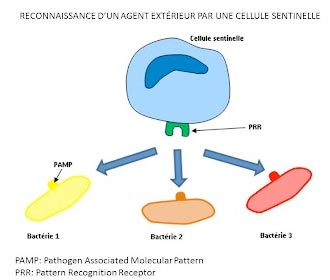 RECONNAISSANCE D'UN AGENT EXTÉRIEUR PAR UNE CELLULE SENTINELLE
Cellule sentinelle
PRR
PAMP
Bactérie 1
Bactérie 2
Bactérie 3
PAMP: Pathogen Associated Molecular Pattern
PRR: Pattern Recognition Receptor